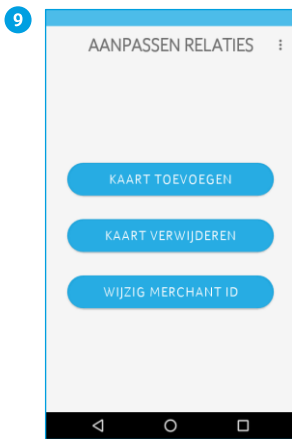 9
AANPASSEN RELATIES
KAART TOEVOEGEN
KAART VERWIJDEREN
WIJZIG MERCHANT ID